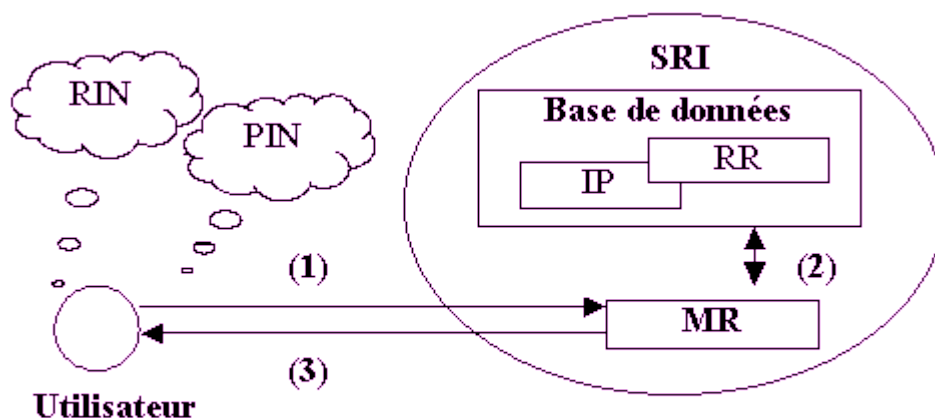 RIN
PIN
SRI
Base de données
RR
IP
(1)
(2)
MR
(3)
Utilisateur